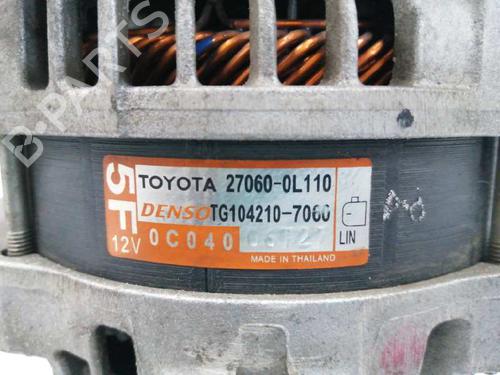 B-PARTS
5F
TOYOTA 27060-0L110
DENSO TG104210-7060
12V 0C040
LIN
MADE IN THAILAND